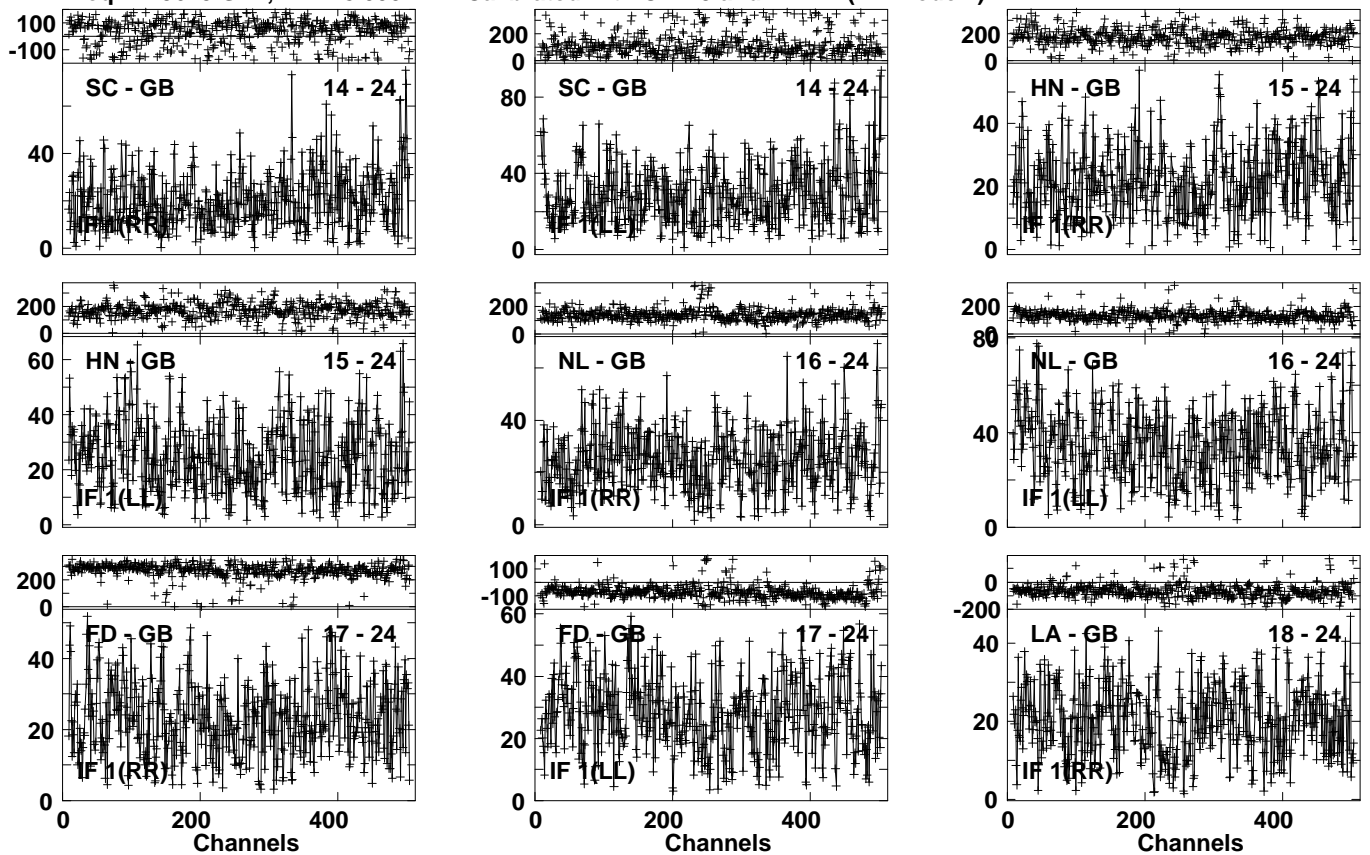 100
-100
SC - GB 14 - 24
40
0
IF 1(RR)
200
0
SC - GB 14 - 24
80
40
0
IF 1(LL)
200
0
HN - GB 15 - 24
40
20
0
IF 1(RR)
200
0
HN - GB 15 - 24
60
40
20
0
IF 1(LL)
200
0
NL - GB 16 - 24
40
0
IF 1(RR)
200
0
80
NL - GB 16 - 24
40
0
IF 1(LL)
200
0
FD - GB 17 - 24
40
20
0
IF 1(RR)
0 200 400
Channels
100
-100
60
FD - GB 17 - 24
40
20
0
IF 1(LL)
0 200 400
Channels
0
-200
LA - GB 18 - 24
40
20
0
IF 1(RR)
0 200 400
Channels